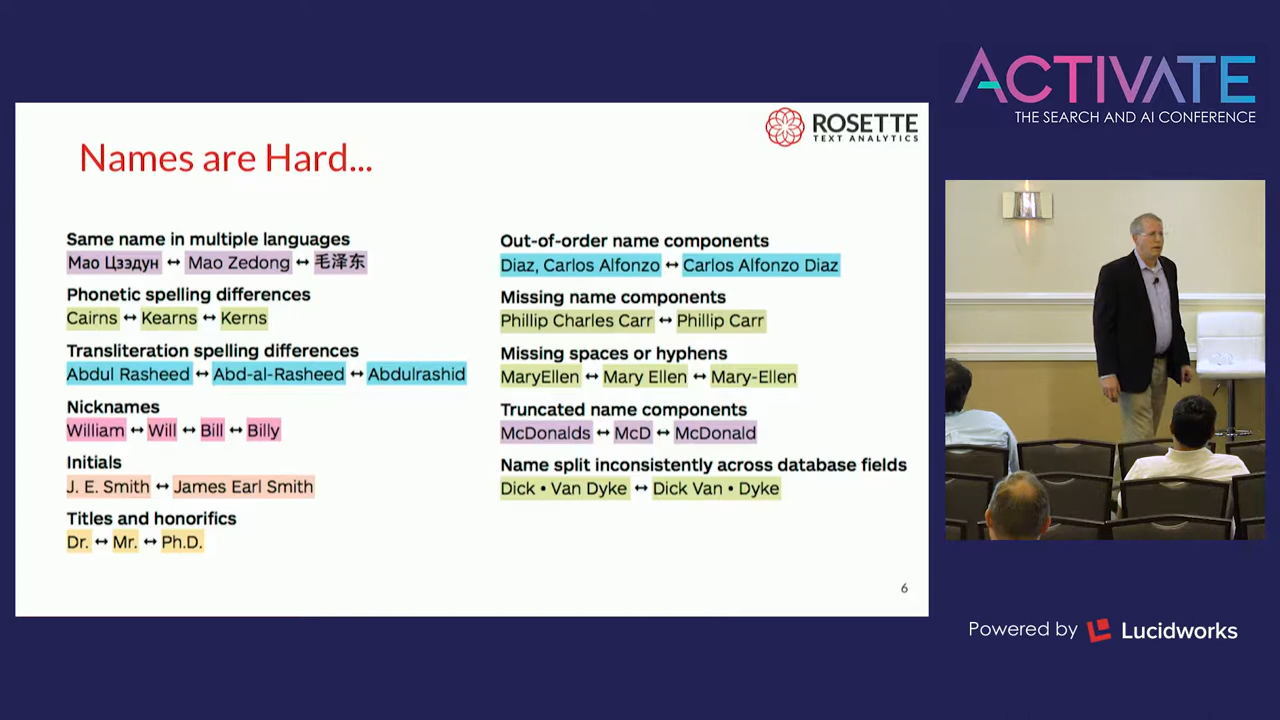 ACTIVATE
THE SEARCH AND AI CONFERENCE
ROSETTE
TEXT ANALYTICS
Names are Hard...
Same name in multiple languages
Мао Цзэдун ↔ Mao Zedong ↔ 毛泽东
Phonetic spelling differences
Cairns ↔ Kearns ↔ Kerns
Transliteration spelling differences
Abdul Rasheed ↔ Abd-al-Rasheed ↔ Abdulrashid
Nicknames
William ↔ Will ↔ Bill ↔ Billy
Initials
J. E. Smith ↔ James Earl Smith
Titles and honorifics
Dr. ↔ Mr. ↔ Ph.D.
Out-of-order name components
Diaz, Carlos Alfonzo ↔ Carlos Alfonzo Diaz
Missing name components
Phillip Charles Carr ↔ Phillip Carr
Missing spaces or hyphens
MaryEllen ↔ Mary Ellen ↔ Mary-Ellen
Truncated name components
McDonalds ↔ McD ↔ McDonald
Name split inconsistently across database fields
Dick • Van Dyke ↔ Dick Van • Dyke
6
Powered by Lucidworks